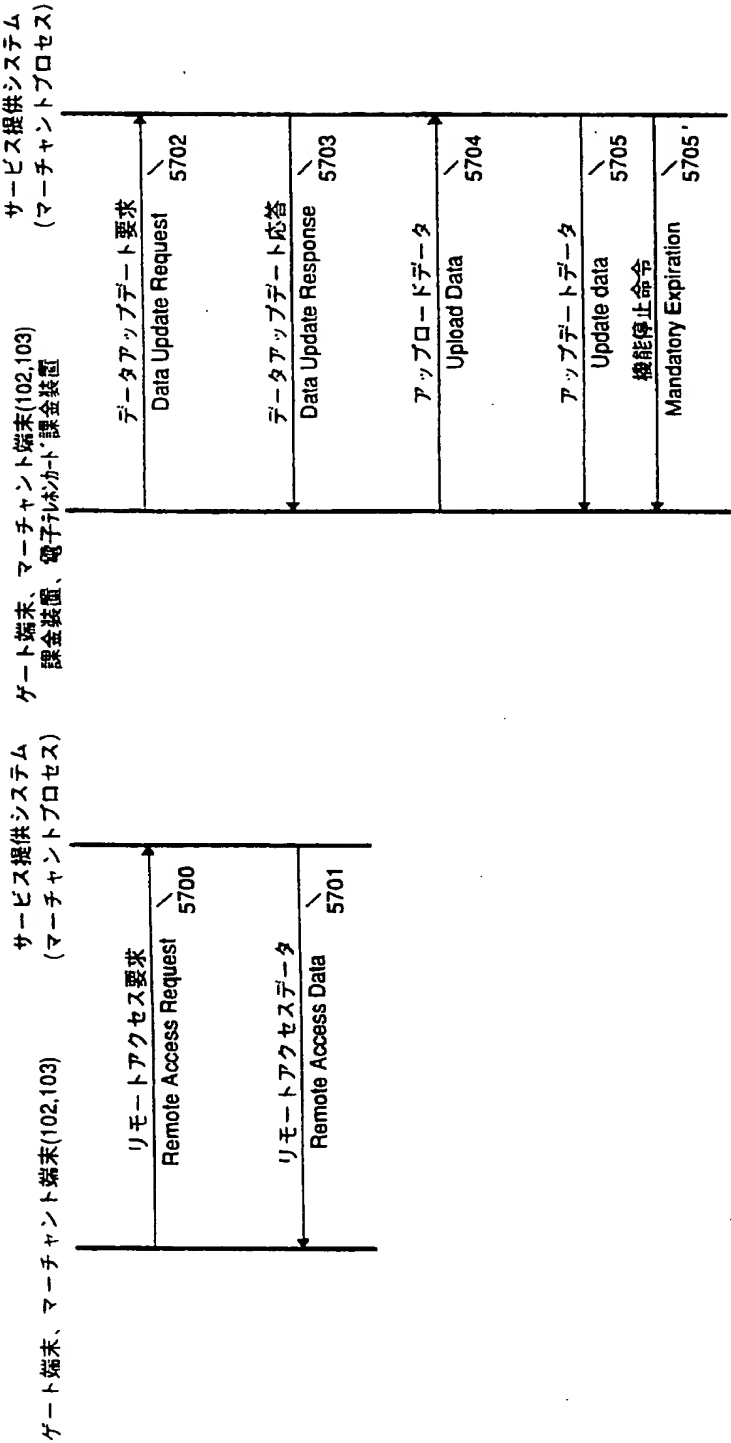 ゲート端末、マーチャント端末(102,103)
サービス提供システム
(マーチャントプロセス)
リモートアクセス要求
Remote Access Request
5700
リモートアクセスデータ
Remote Access Data
5701
ゲート端末、マーチャント端末(102,103)
課金装置、電子テレホンカード課金装置
サービス提供システム
(マーチャントプロセス)
データアップデート要求
Data Update Request
5702
データアップデート応答
Data Update Response
5703
アップロードデータ
Upload Data
5704
アップデートデータ
Update data
5705
機能停止命令
Mandatory Expiration
5705'